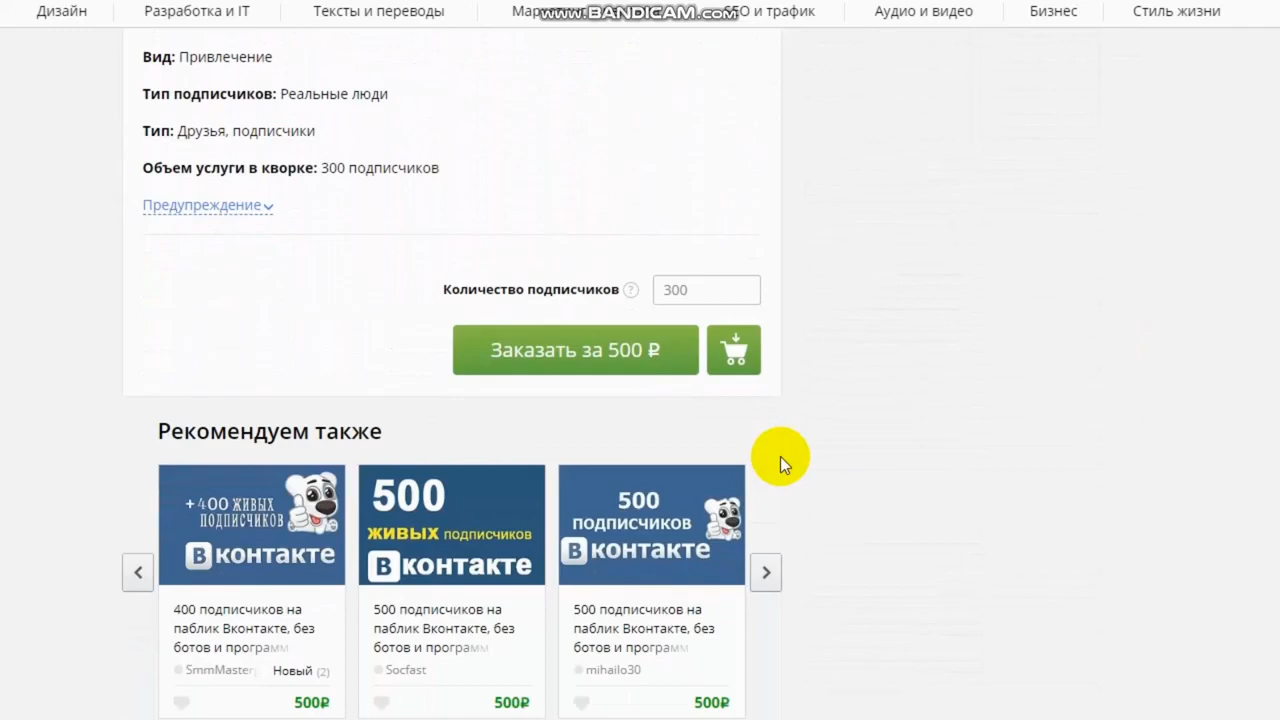 Дизайн
Разработка и IT
Тексты и переводы
www.BANDICAM.com
SEO и трафик
Аудио и видео
Бизнес
Стиль жизни
Вид: Привлечение
Тип подписчиков: Реальные люди
Тип: Друзья, подписчики
Объем услуги в кворке: 300 подписчиков
Предупреждение
Количество подписчиков ?
300
Заказать за 500 ₽
Рекомендуем также
+400 ЖИВЫХ
ПОДПИСЧИКОВ
В контакте
500
живых подписчиков
В контакте
500
подписчиков
В контакте
400 подписчиков на
паблик Вконтакте, без
ботов и программ
SmmMaster
Новый (2)
500₽
500 подписчиков на
паблик Вконтакте, без
ботов и программ
Socfast
500₽
500 подписчиков на
паблик Вконтакте, без
ботов и программ
mihailo30
500₽